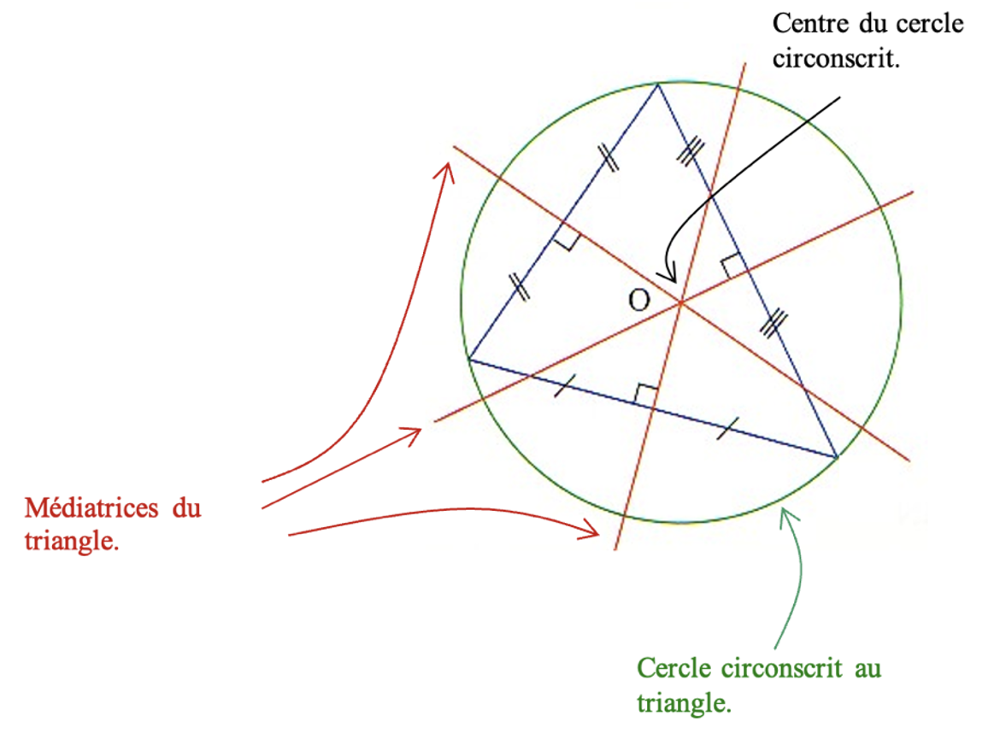 Centre du cercle
circonscrit.
O
Médiatrices du
triangle.
Cercle circonscrit au
triangle.